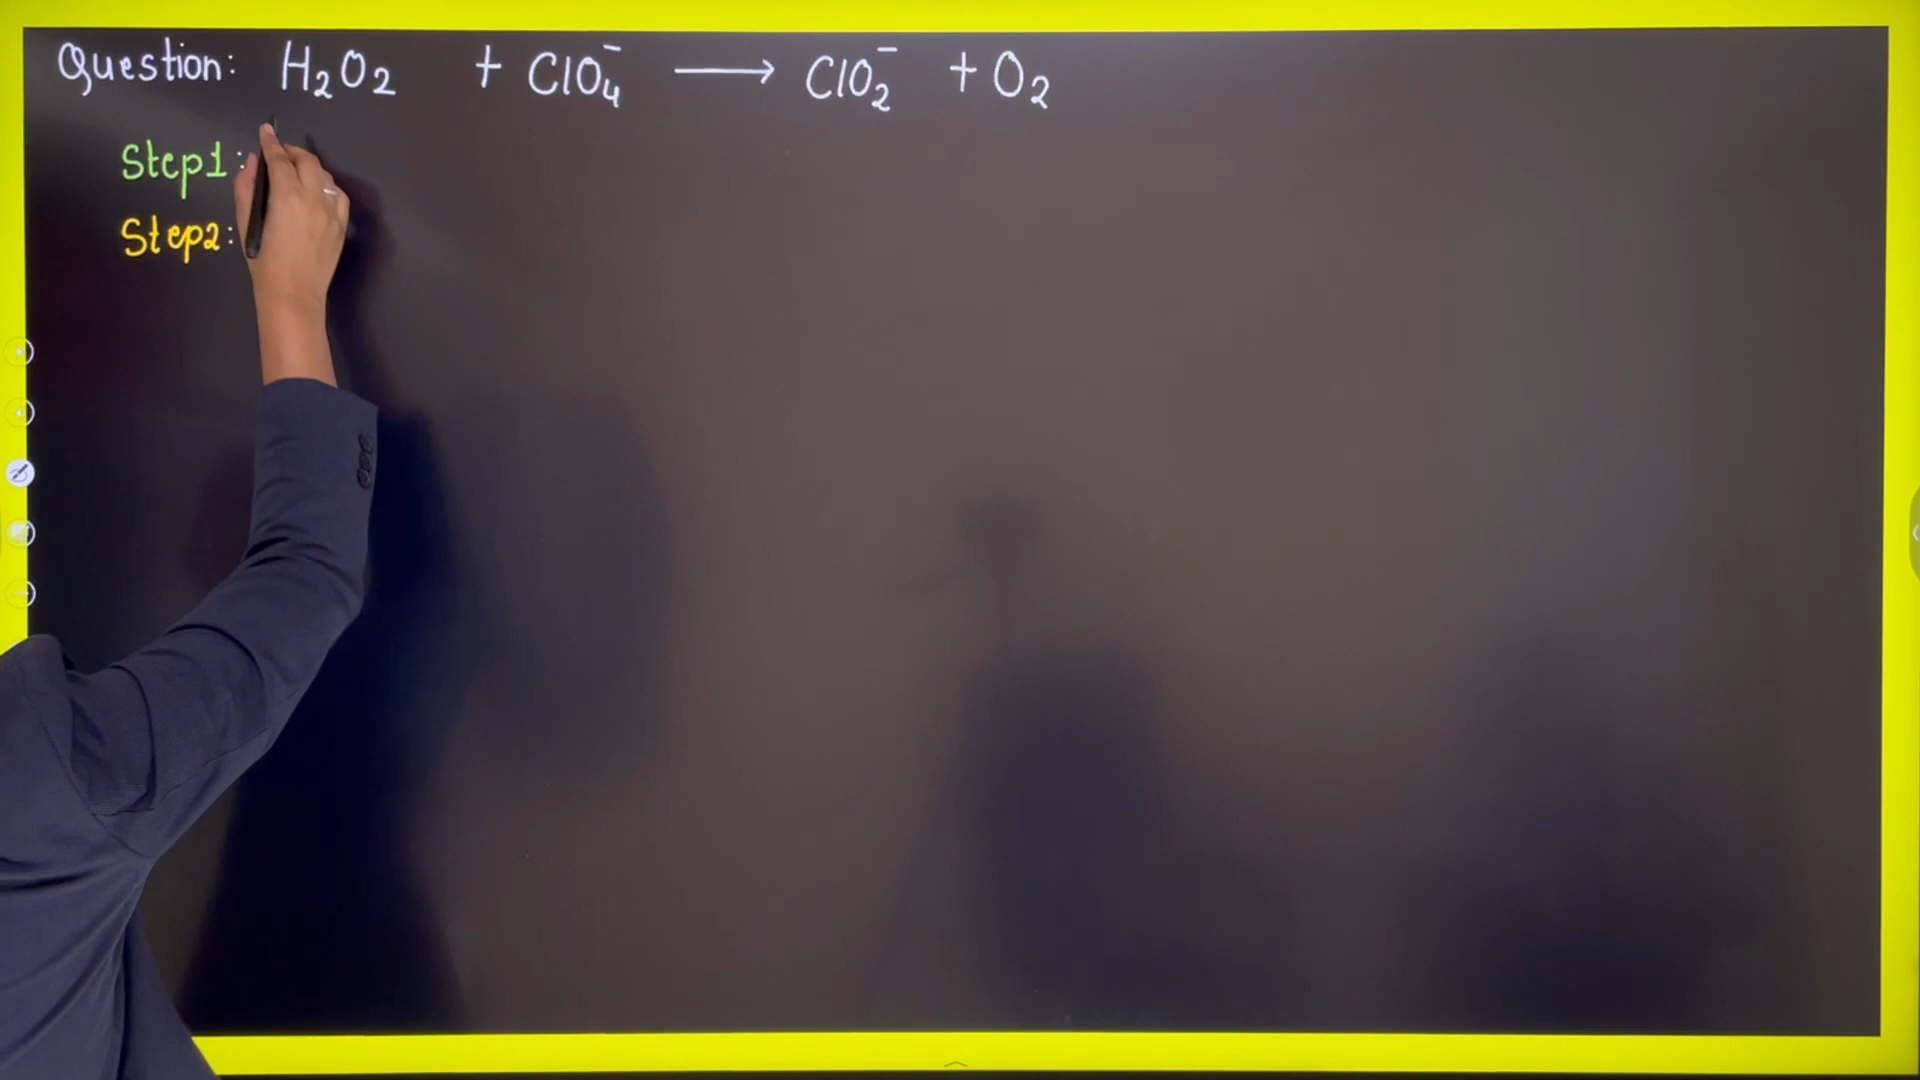 Question: H₂O₂ + ClO₄⁻ ⟶ ClO₂⁻ + O₂
Step1:
Step2: